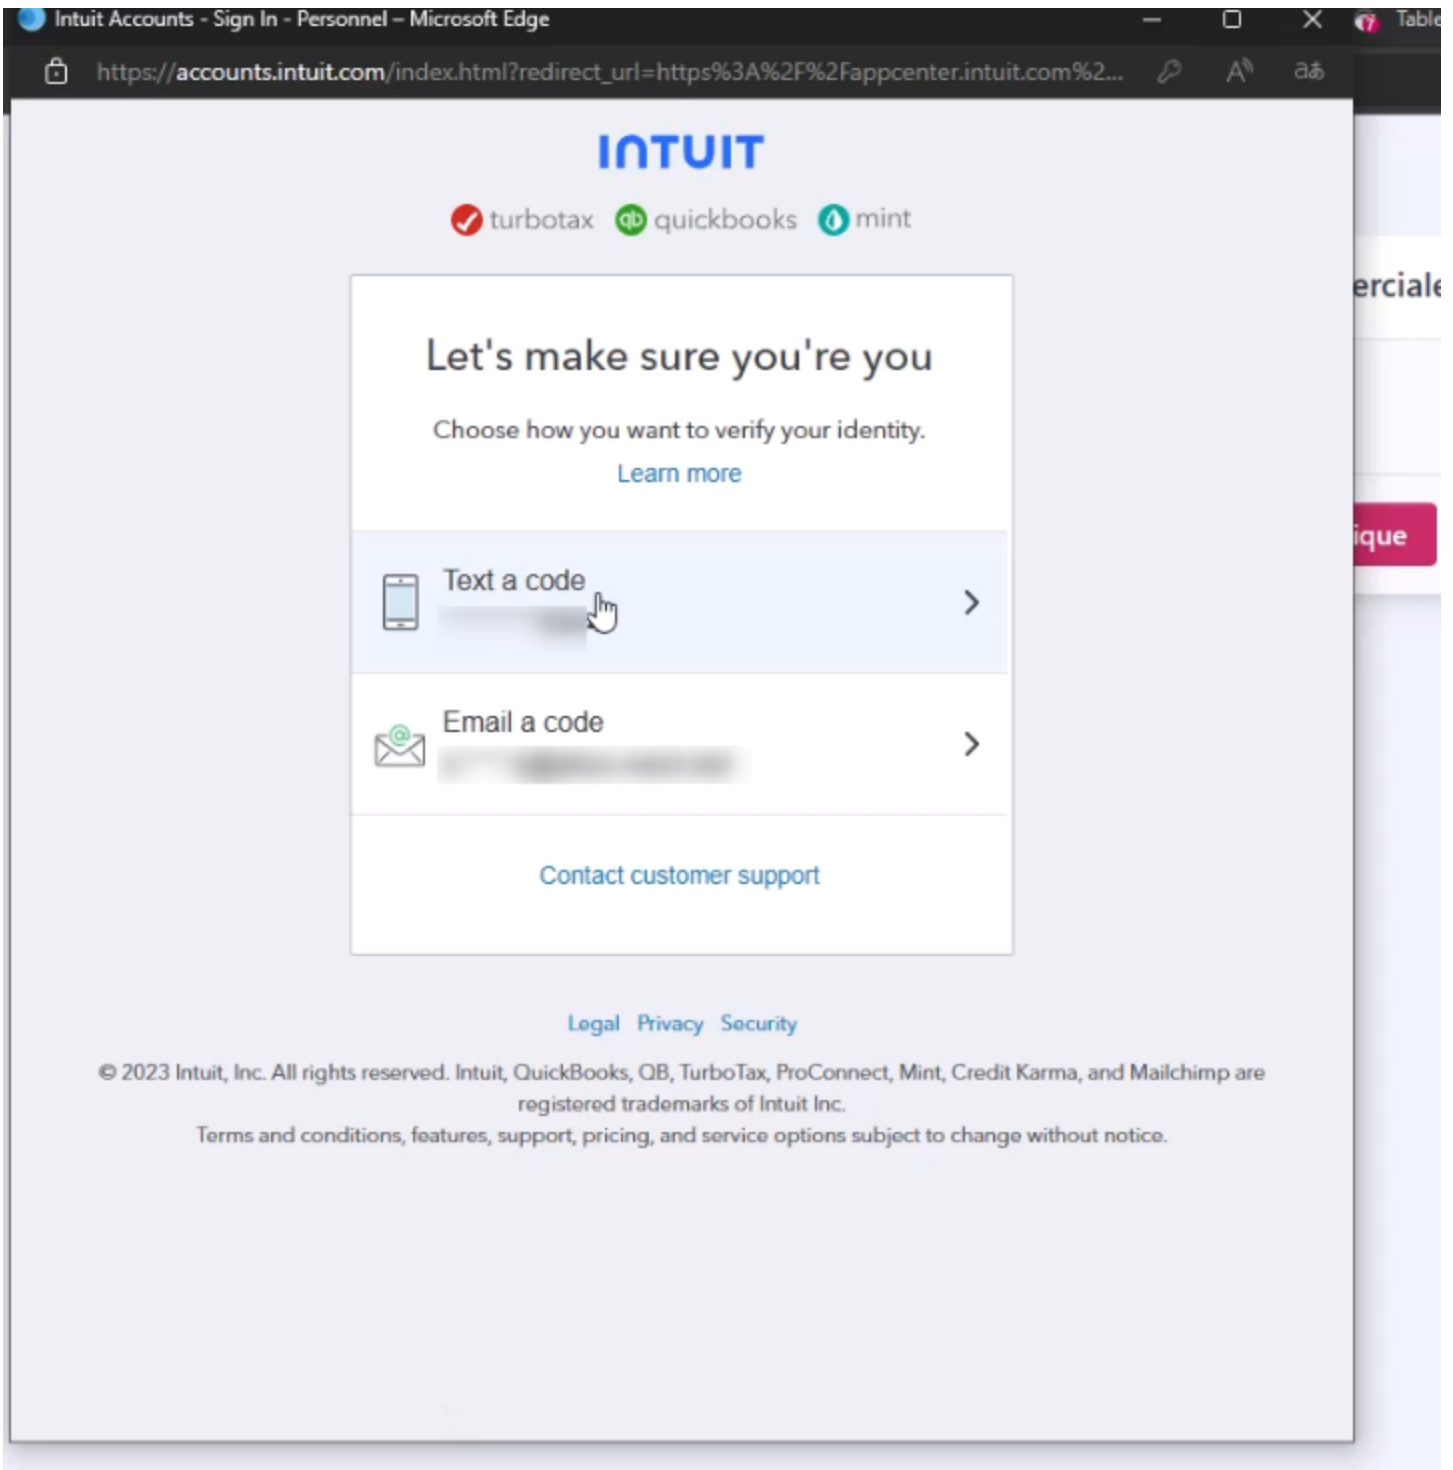 Intuit Accounts - Sign In - Personnel – Microsoft Edge
https://accounts.intuit.com/index.html?redirect_url=https%3A%2F%2Fappcenter.intuit.com%2...
INTUIT
turbotax qb quickbooks mint
Let's make sure you're you
Choose how you want to verify your identity.
Learn more
Text a code
Email a code
Contact customer support
Legal Privacy Security
© 2023 Intuit, Inc. All rights reserved. Intuit, QuickBooks, QB, TurboTax, ProConnect, Mint, Credit Karma, and Mailchimp are
registered trademarks of Intuit Inc.
Terms and conditions, features, support, pricing, and service options subject to change without notice.
Table
erciale
ique